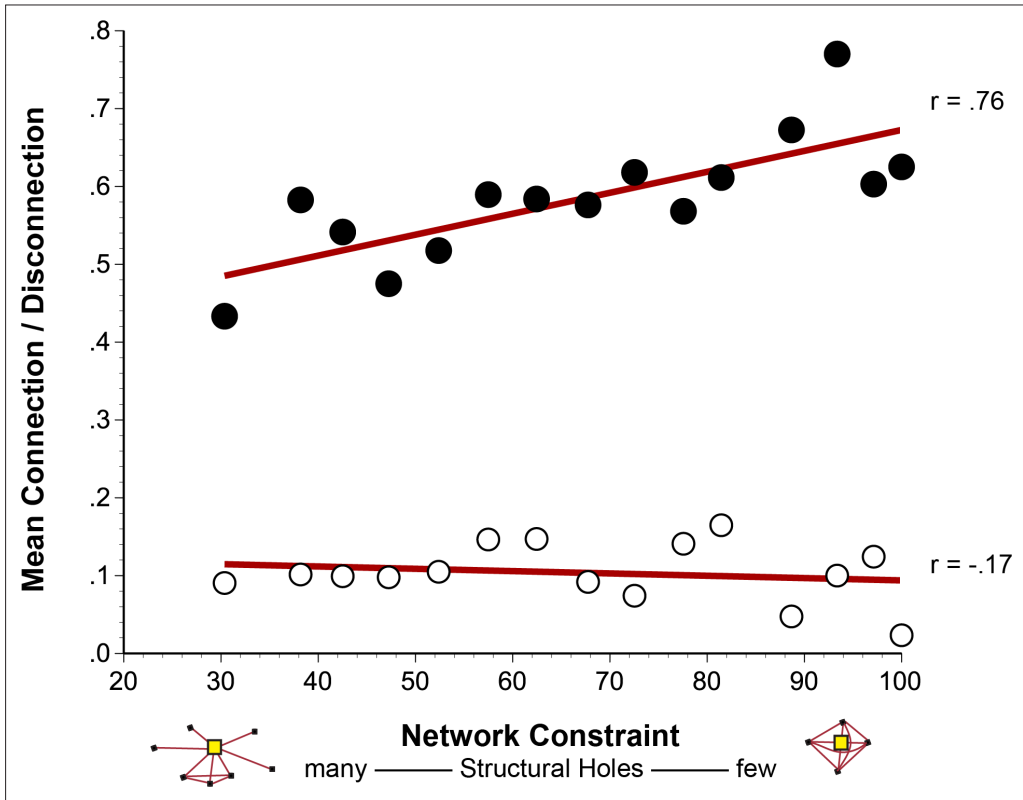 Mean Connection / Disconnection
.8
.7
.6
.5
.4
.3
.2
.1
.0
r = .76
r = -.17
20 30 40 50 60 70 80 90 100
Network Constraint
many Structural Holes few